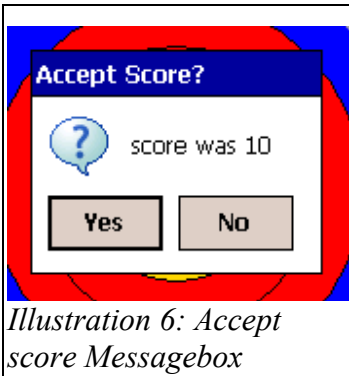 Accept Score?
?
score was 10
Yes No
Illustration 6: Accept
score Messagebox